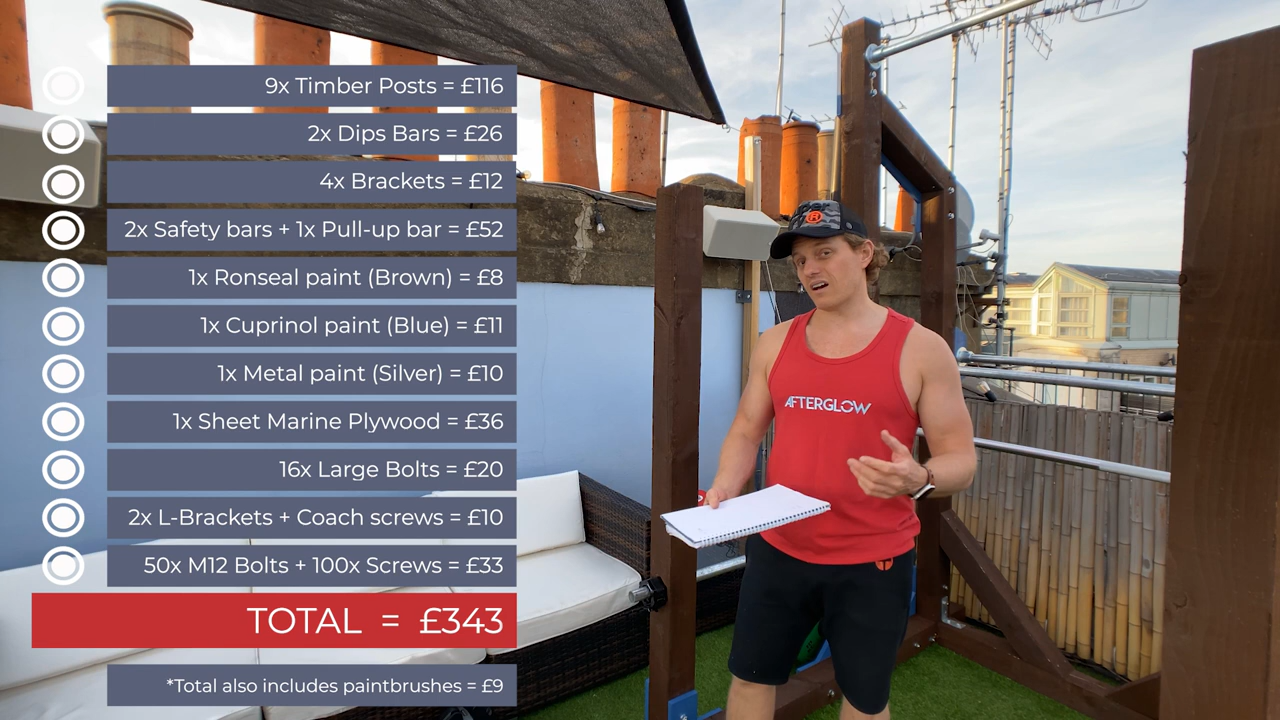 9x Timber Posts = £116
2x Dips Bars = £26
4x Brackets = £12
2x Safety bars + 1x Pull-up bar = £52
1x Ronseal paint (Brown) = £8
1x Cuprinol paint (Blue) = £11
1x Metal paint (Silver) = £10
1x Sheet Marine Plywood = £36
16x Large Bolts = £20
2x L-Brackets + Coach screws = £10
50x M12 Bolts + 100x Screws = £33
TOTAL = £343
*Total also includes paintbrushes = £9
R
AFTERGLOW